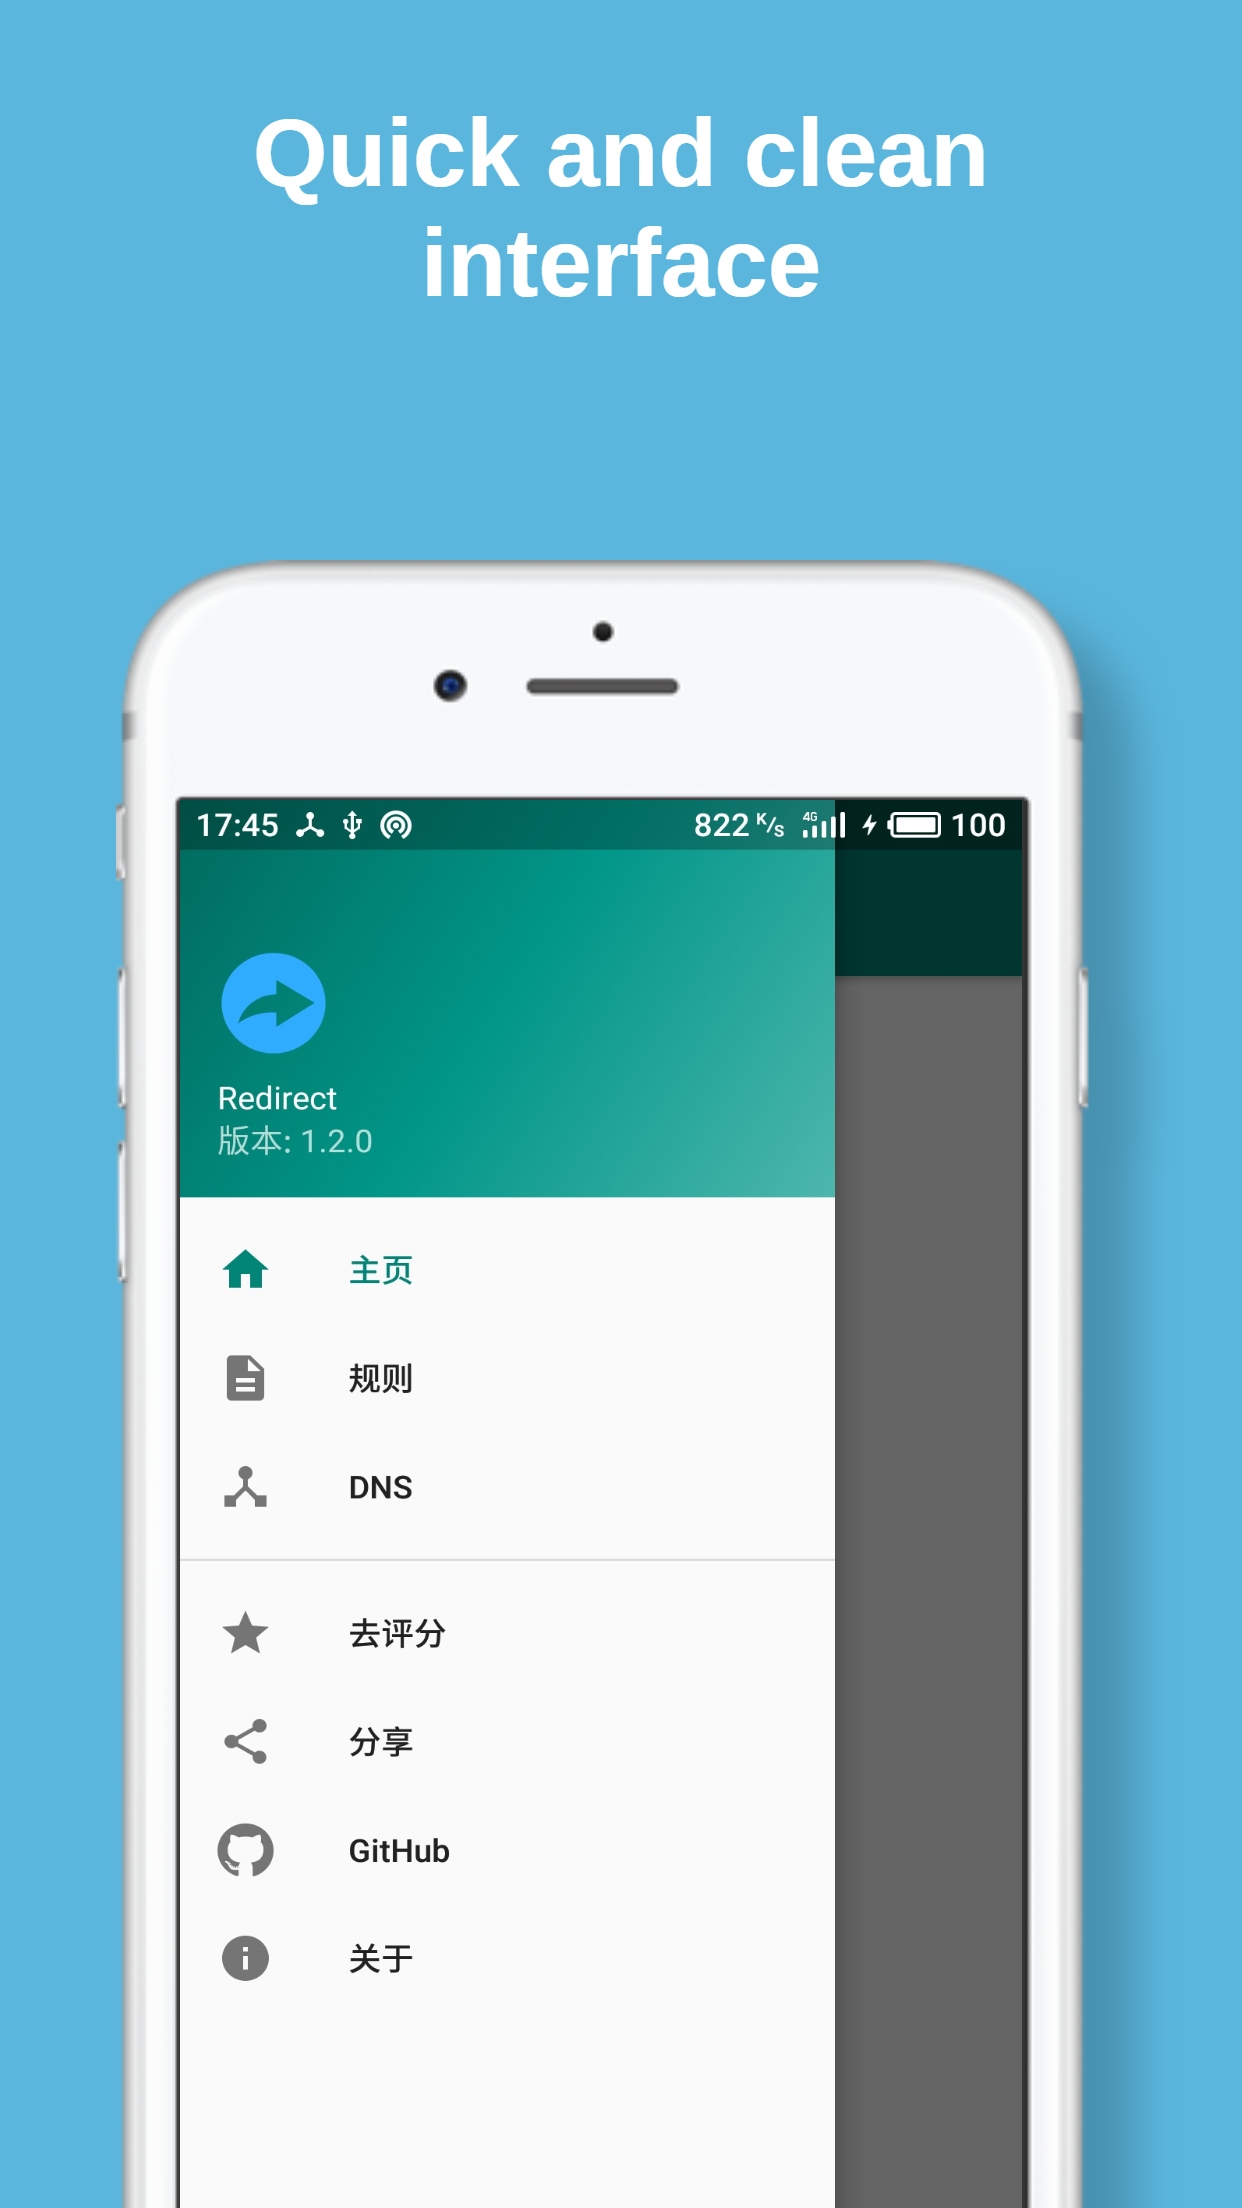 Quick and clean
interface
17:45 822 K/s 4G 100
Redirect
版本: 1.2.0
主页
规则
DNS
去评分
分享
GitHub
关于